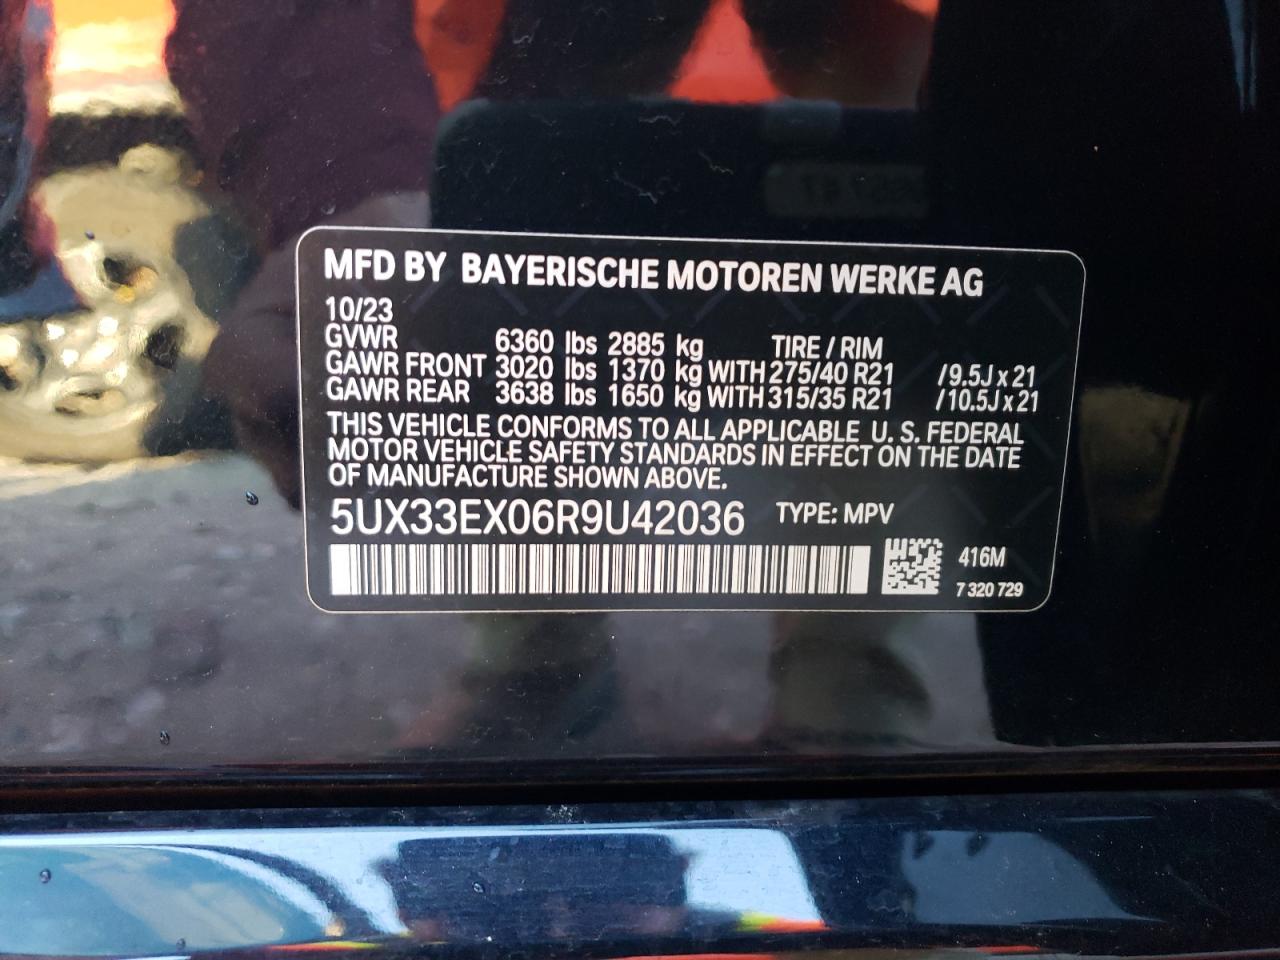 MFD BY BAYERISCHE MOTOREN WERKE AG
10/23
GVWR 6360 lbs 2885 kg TIRE / RIM
GAWR FRONT 3020 lbs 1370 kg WITH 275/40 R21 /9.5J x 21
GAWR REAR 3638 lbs 1650 kg WITH 315/35 R21 /10.5J x 21
THIS VEHICLE CONFORMS TO ALL APPLICABLE U. S. FEDERAL
MOTOR VEHICLE SAFETY STANDARDS IN EFFECT ON THE DATE
OF MANUFACTURE SHOWN ABOVE.
5UX33EX06R9U42036 TYPE: MPV
416M
7 320 729